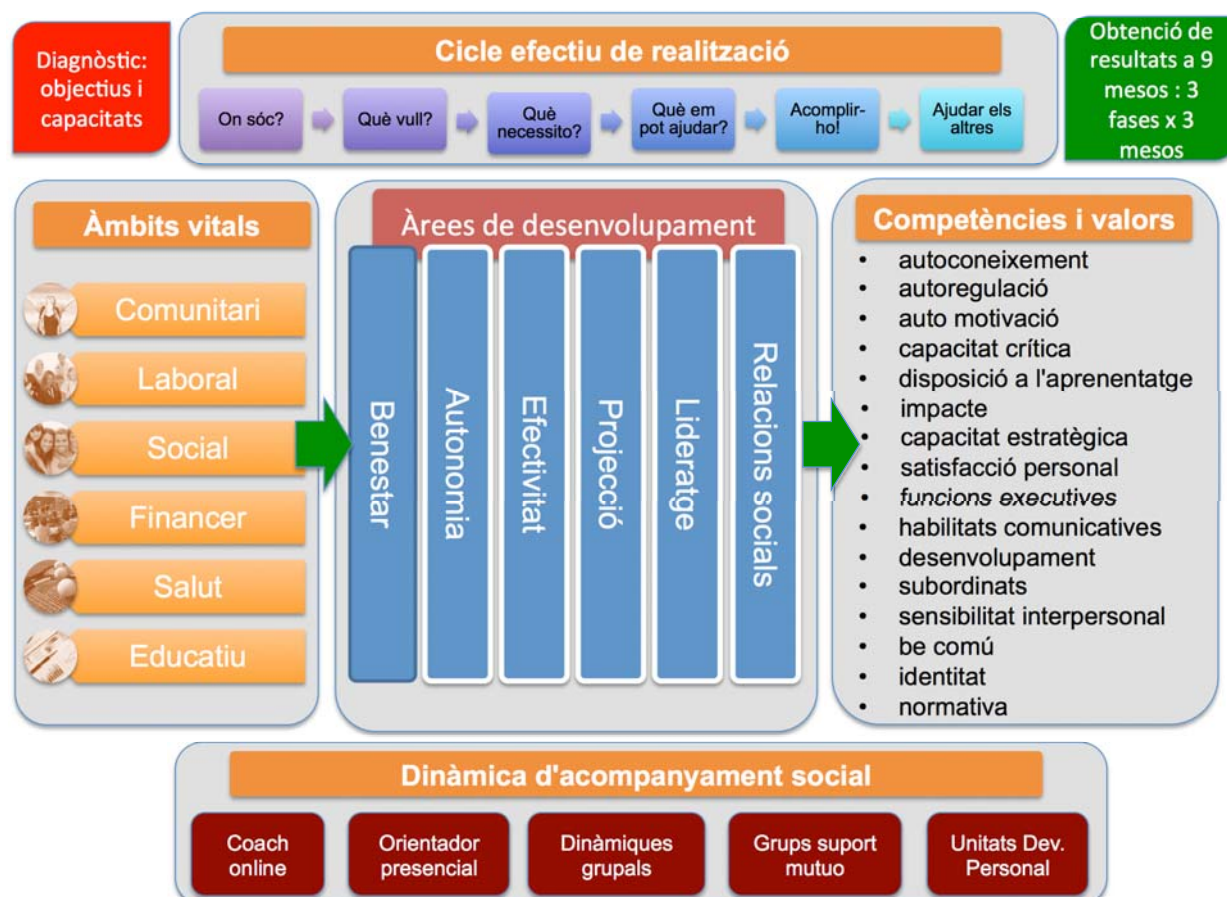 Diagnòstic:
objectius i
capacitats
Cicle efectiu de realització
On sóc?
Què vull?
Què
necessito?
Què em
pot ajudar?
Acomplir-
ho!
Ajudar els
altres
Obtenció de
resultats a 9
mesos : 3
fases x 3
mesos
Àmbits vitals
Comunitari
Laboral
Social
Financer
Salut
Educatiu
Àrees de desenvolupament
Benestar
Autonomia
Efectivitat
Projecció
Lideratge
Relacions socials
Competències i valors
• autoconeixement
• autoregulació
• auto motivació
• capacitat crítica
• disposició a l'aprenentatge
• impacte
• capacitat estratègica
• satisfacció personal
• funcions executives
• habilitats comunicatives
• desenvolupament
• subordinats
• sensibilitat interpersonal
• be comú
• identitat
• normativa
Dinàmica d'acompanyament social
Coach
online
Orientador
presencial
Dinàmiques
grupals
Grups suport
mutuo
Unitats Dev.
Personal